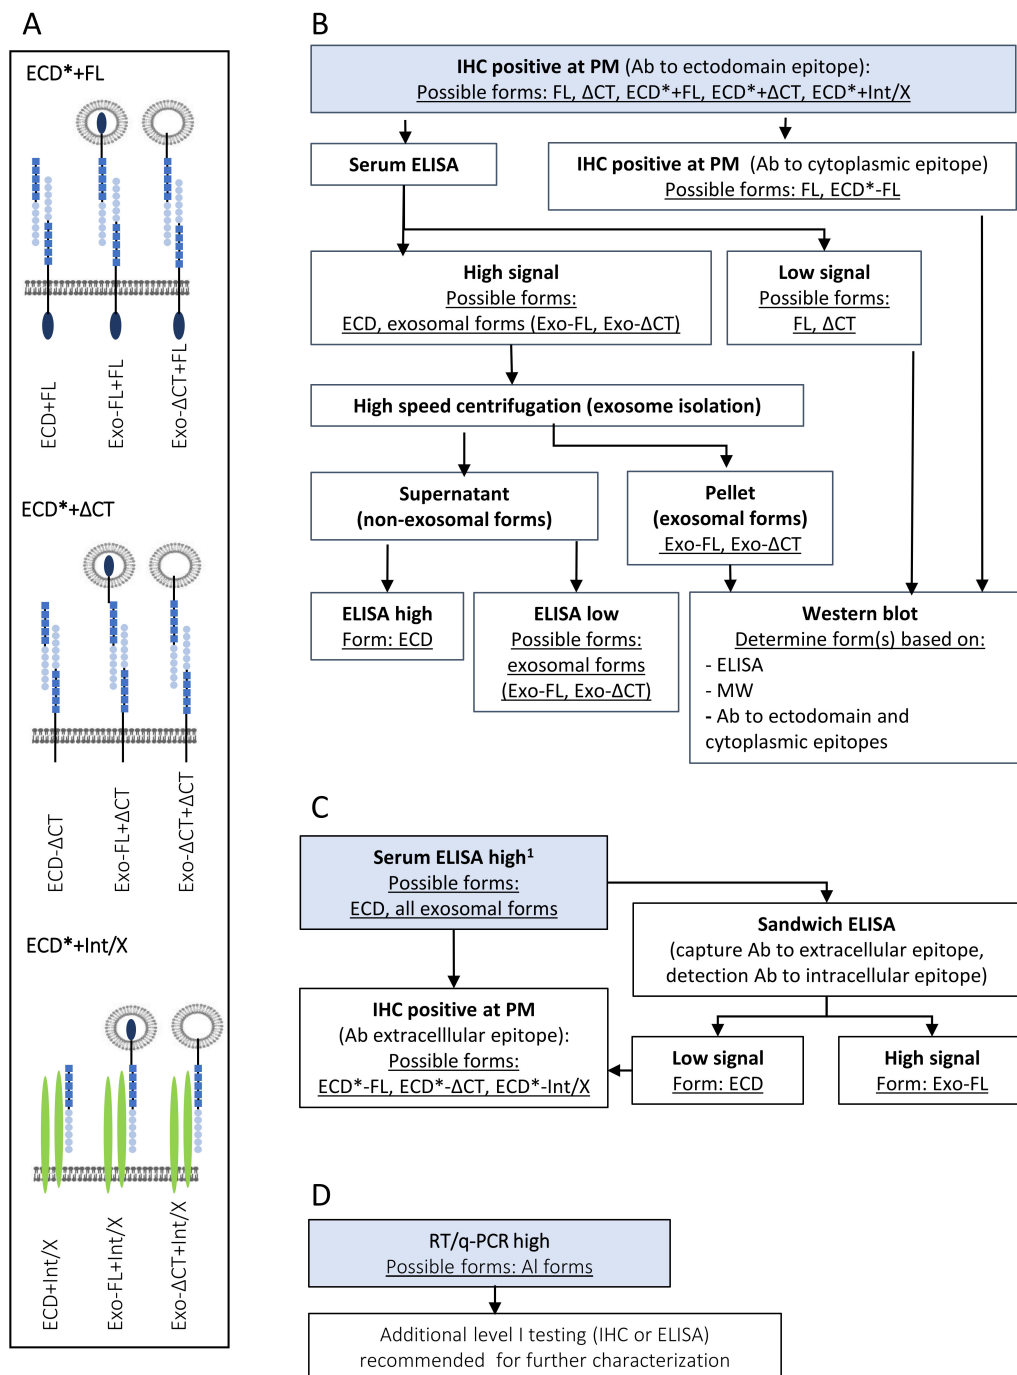 A
ECD*+FL
ECD+FL
Exo-FL+FL
Exo-ΔCT+FL
ECD*+ΔCT
ECD-ΔCT
Exo-FL+ΔCT
Exo-ΔCT+ΔCT
ECD*+Int/X
ECD+Int/X
Exo-FL+Int/X
Exo-ΔCT+Int/X
B
IHC positive at PM (Ab to ectodomain epitope):
Possible forms: FL, ΔCT, ECD*+FL, ECD*+ΔCT, ECD*+Int/X
Serum ELISA
IHC positive at PM (Ab to cytoplasmic epitope)
Possible forms: FL, ECD*-FL
High signal
Possible forms:
ECD, exosomal forms (Exo-FL, Exo-ΔCT)
Low signal
Possible forms:
FL, ΔCT
High speed centrifugation (exosome isolation)
Supernatant
(non-exosomal forms)
Pellet
(exosomal forms)
Exo-FL, Exo-ΔCT
ELISA high
Form: ECD
ELISA low
Possible forms:
exosomal forms
(Exo-FL, Exo-ΔCT)
Western blot
Determine form(s) based on:
- ELISA
- MW
- Ab to ectodomain and
cytoplasmic epitopes
C
Serum ELISA high¹
Possible forms:
ECD, all exosomal forms
Sandwich ELISA
(capture Ab to extracellular epitope,
detection Ab to intracellular epitope)
IHC positive at PM
(Ab extracelllular epitope):
Possible forms:
ECD*-FL, ECD*-ΔCT, ECD*-Int/X
Low signal
Form: ECD
High signal
Form: Exo-FL
D
RT/q-PCR high
Possible forms: Al forms
Additional level I testing (IHC or ELISA)
recommended for further characterization